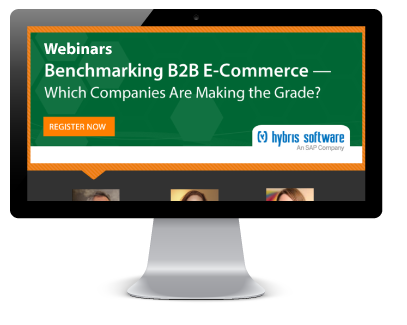 Webinars
Benchmarking B2B E-Commerce —
Which Companies Are Making the Grade?
REGISTER NOW
hybris software
An SAP Company